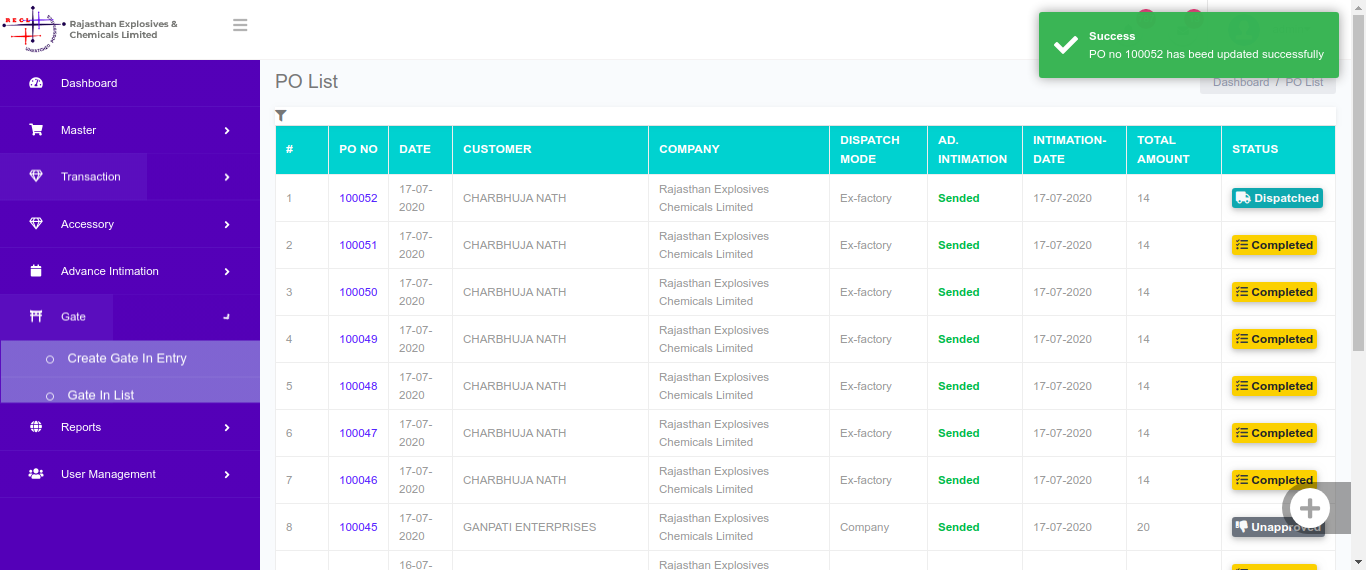 REGL
Rajasthan Explosives &
Chemicals Limited
Success
PO no 100052 has beed updated successfully
Dashboard
Master
Transaction
Accessory
Advance Intimation
Gate
Create Gate In Entry
Gate In List
Reports
User Management
PO List
Dashboard / PO List
# PO NO DATE CUSTOMER COMPANY DISPATCH MODE AD. INTIMATION INTIMATION-DATE TOTAL AMOUNT STATUS
1 100052 17-07-2020 CHARBHUJA NATH Rajasthan Explosives Chemicals Limited Ex-factory Sended 17-07-2020 14 Dispatched
2 100051 17-07-2020 CHARBHUJA NATH Rajasthan Explosives Chemicals Limited Ex-factory Sended 17-07-2020 14 Completed
3 100050 17-07-2020 CHARBHUJA NATH Rajasthan Explosives Chemicals Limited Ex-factory Sended 17-07-2020 14 Completed
4 100049 17-07-2020 CHARBHUJA NATH Rajasthan Explosives Chemicals Limited Ex-factory Sended 17-07-2020 14 Completed
5 100048 17-07-2020 CHARBHUJA NATH Rajasthan Explosives Chemicals Limited Ex-factory Sended 17-07-2020 14 Completed
6 100047 17-07-2020 CHARBHUJA NATH Rajasthan Explosives Chemicals Limited Ex-factory Sended 17-07-2020 14 Completed
7 100046 17-07-2020 CHARBHUJA NATH Rajasthan Explosives Chemicals Limited Ex-factory Sended 17-07-2020 14 Completed
8 100045 17-07-2020 GANPATI ENTERPRISES Rajasthan Explosives Chemicals Limited Company Sended 17-07-2020 20 Unapproved
16-07- Rajasthan Explosives